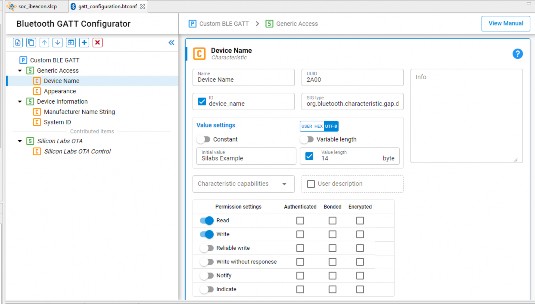 soc_ibeacon.slcp
gatt_configuration.btconf
Bluetooth GATT Configurator
P Custom BLE GATT > S Generic Access
View Manual
P Custom BLE GATT
S Generic Access
C Device Name
C Appearance
S Device Information
C Manufacturer Name String
C System ID
Contributed items
S Silicon Labs OTA
C Silicon Labs OTA Control
C Device Name
Characteristic
?
Name
Device Name
UUID
2A00
Info
ID
device_name
SIG type
org.bluetooth.characteristic.gap.d
Value settings
USER HEX UTF-8
Constant
Variable length
Initial value
Silabs Example
Value length
14 byte
Characteristic capabilities
User description
Permission settings Authenticated Bonded Encrypted
Read
Write
Reliable write
Write without response
Notify
Indicate